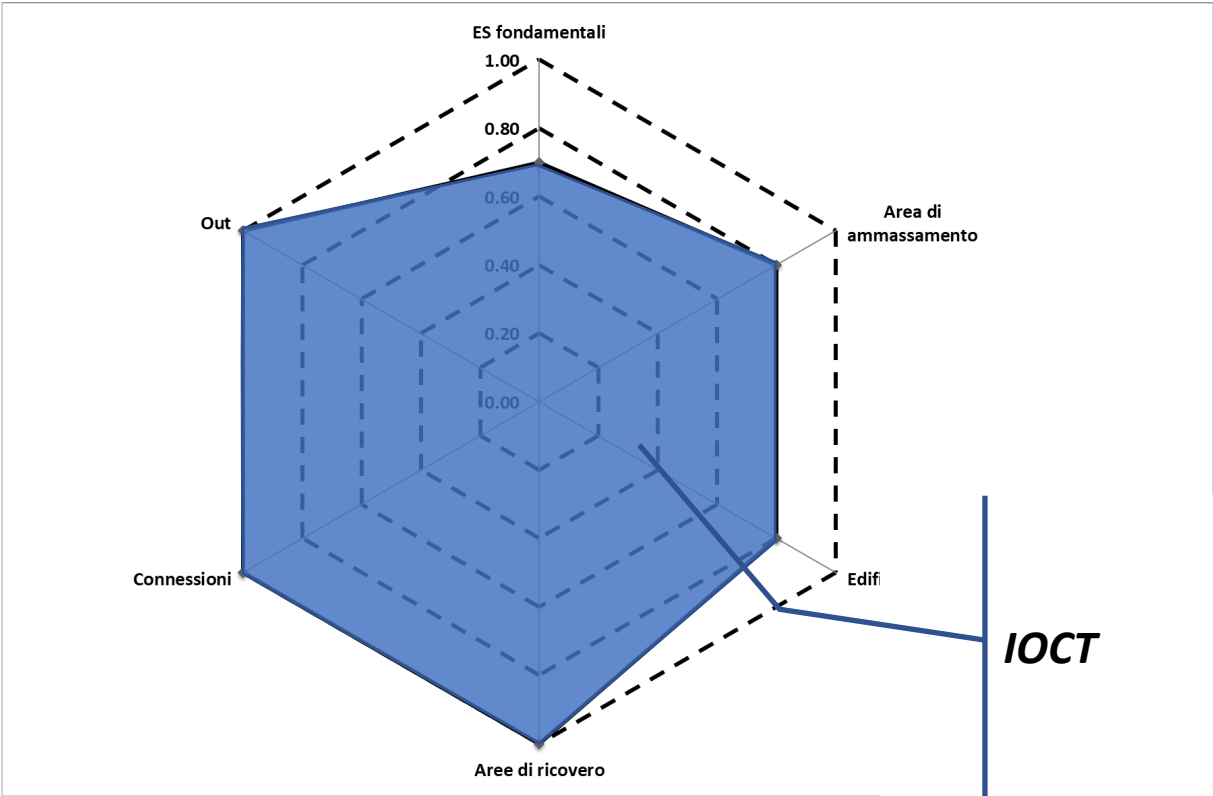 ES fondamentali
1.00
0.80
0.60
0.40
0.20
0.00
Area di
ammassamento
Out
Connessioni
Aree di ricovero
IOCT